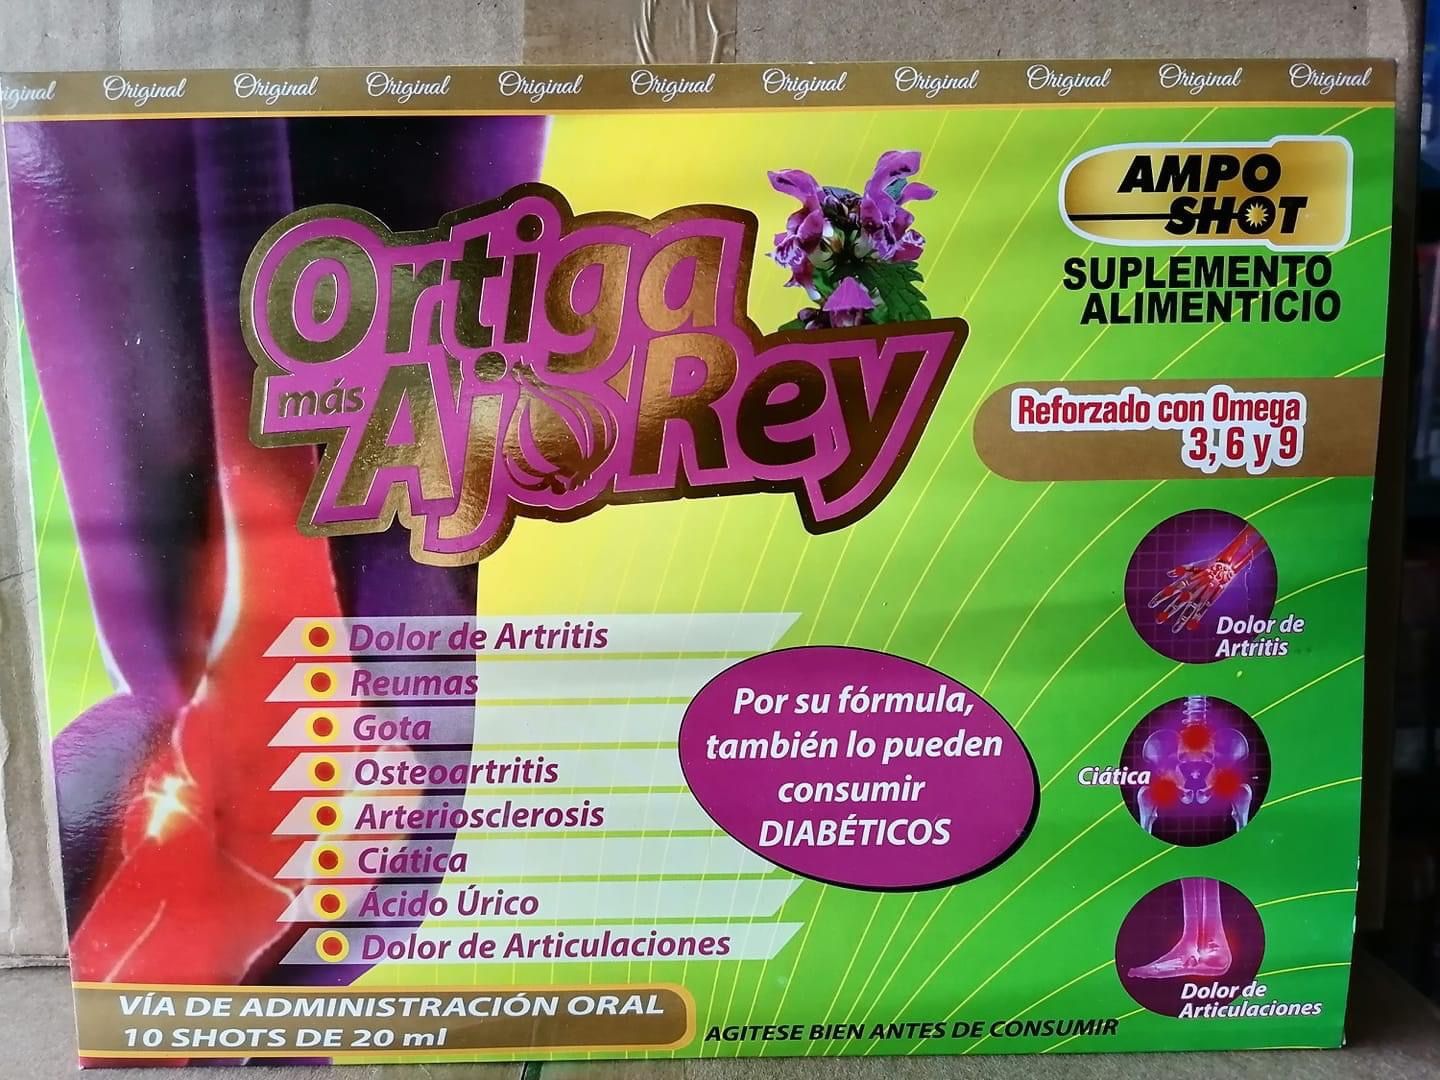 Original Original Original Original Original Original Original Original Original Original
AMPO
SHOT
SUPLEMENTO
ALIMENTICIO
Ortiga
más Ajo Rey
Reforzado con Omega
3, 6 y 9
Dolor de
Artritis
Ciática
Dolor de
Articulaciones
Dolor de Artritis
Reumas
Gota
Osteoartritis
Arteriosclerosis
Ciática
Ácido Úrico
Dolor de Articulaciones
Por su fórmula,
también lo pueden
consumir
DIABÉTICOS
VÍA DE ADMINISTRACIÓN ORAL
10 SHOTS DE 20 ml
AGITESE BIEN ANTES DE CONSUMIR